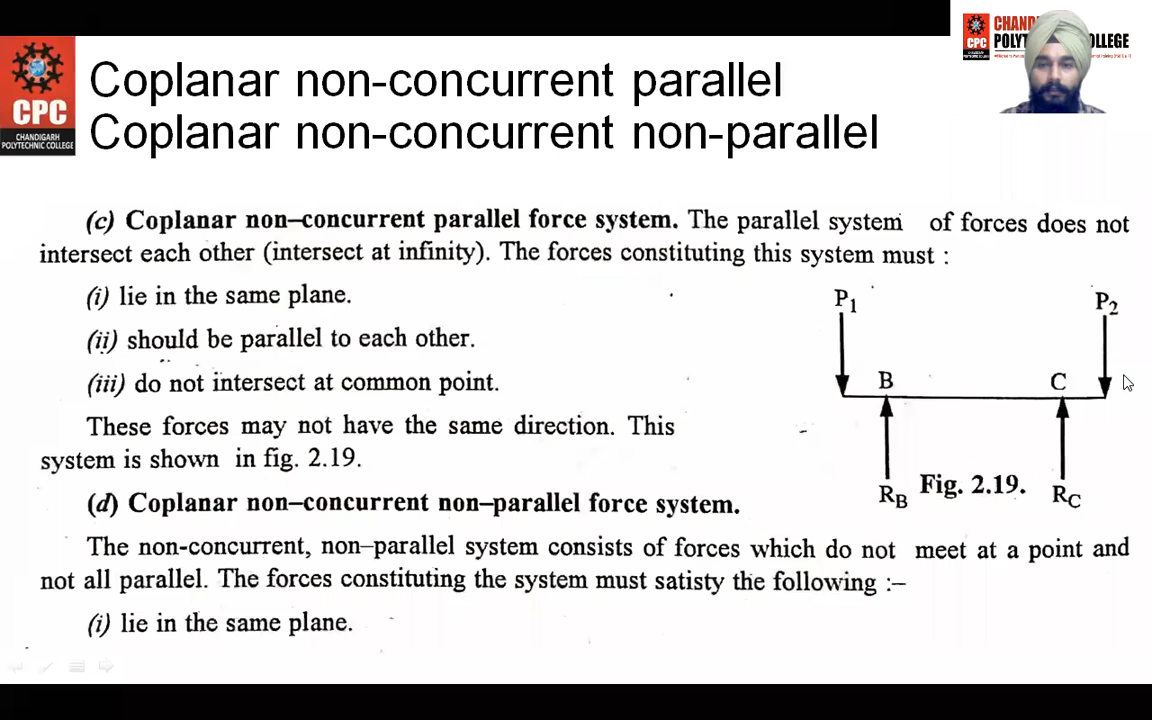 CHAND
POLYT LLEGE
CPC
CPC
CHANDIGARH
POLYTECHNIC COLLEGE
Coplanar non-concurrent parallel
Coplanar non-concurrent non-parallel
(c) Coplanar non–concurrent parallel force system. The parallel system of forces does not
intersect each other (intersect at infinity). The forces constituting this system must :
(i) lie in the same plane.
(ii) should be parallel to each other.
(iii) do not intersect at common point.
These forces may not have the same direction. This
system is shown in fig. 2.19.
P1
P2
B
C
RB
Fig. 2.19.
RC
(d) Coplanar non–concurrent non–parallel force system.
The non-concurrent, non–parallel system consists of forces which do not meet at a point and
not all parallel. The forces constituting the system must satisty the following :–
(i) lie in the same plane.